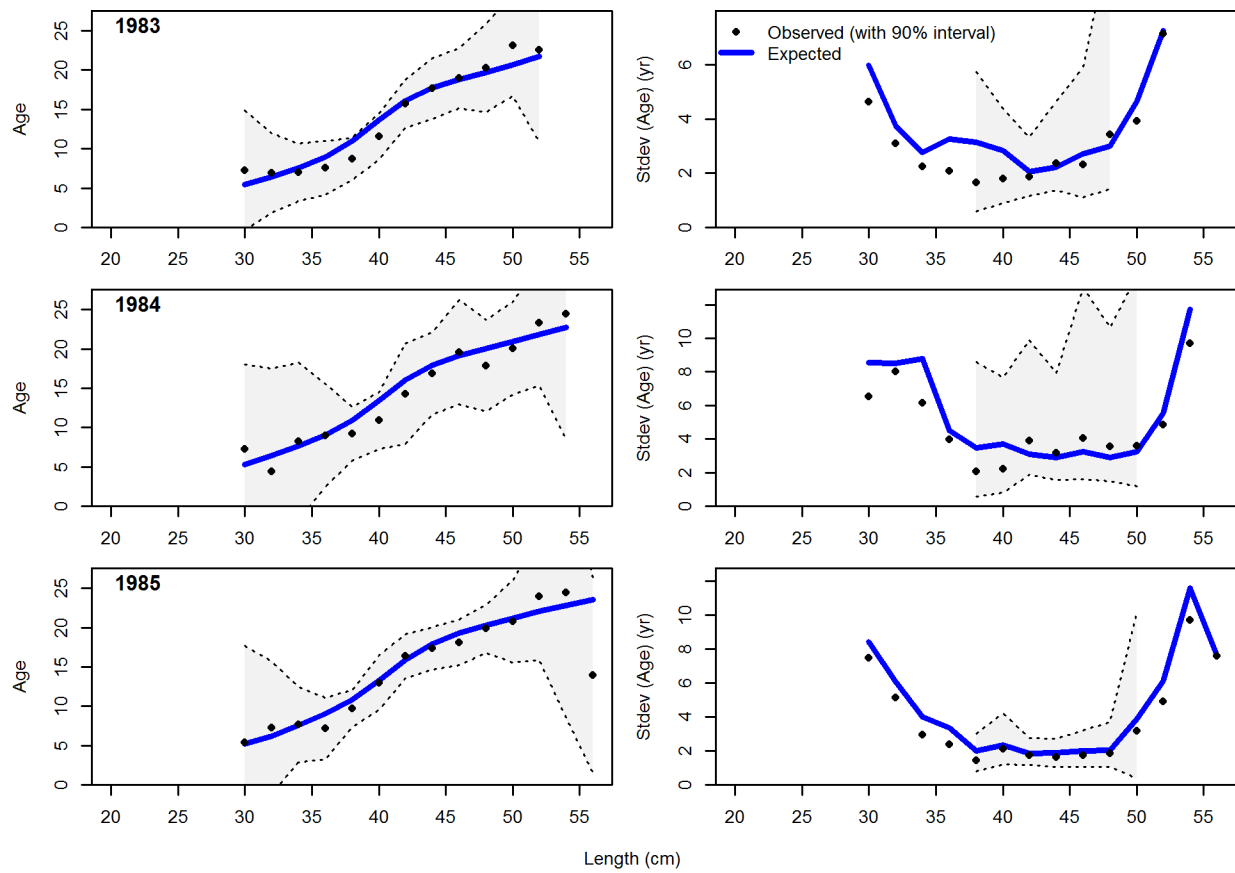 1983
Age
0 5 10 15 20 25
20 25 30 35 40 45 50 55
Observed (with 90% interval)
Expected
Stdev (Age) (yr)
0 2 4 6
20 25 30 35 40 45 50 55
1984
Age
0 5 10 15 20 25
20 25 30 35 40 45 50 55
Stdev (Age) (yr)
0 2 4 6 8 10
20 25 30 35 40 45 50 55
1985
Age
0 5 10 15 20 25
20 25 30 35 40 45 50 55
Stdev (Age) (yr)
0 2 4 6 8 10
20 25 30 35 40 45 50 55
Length (cm)